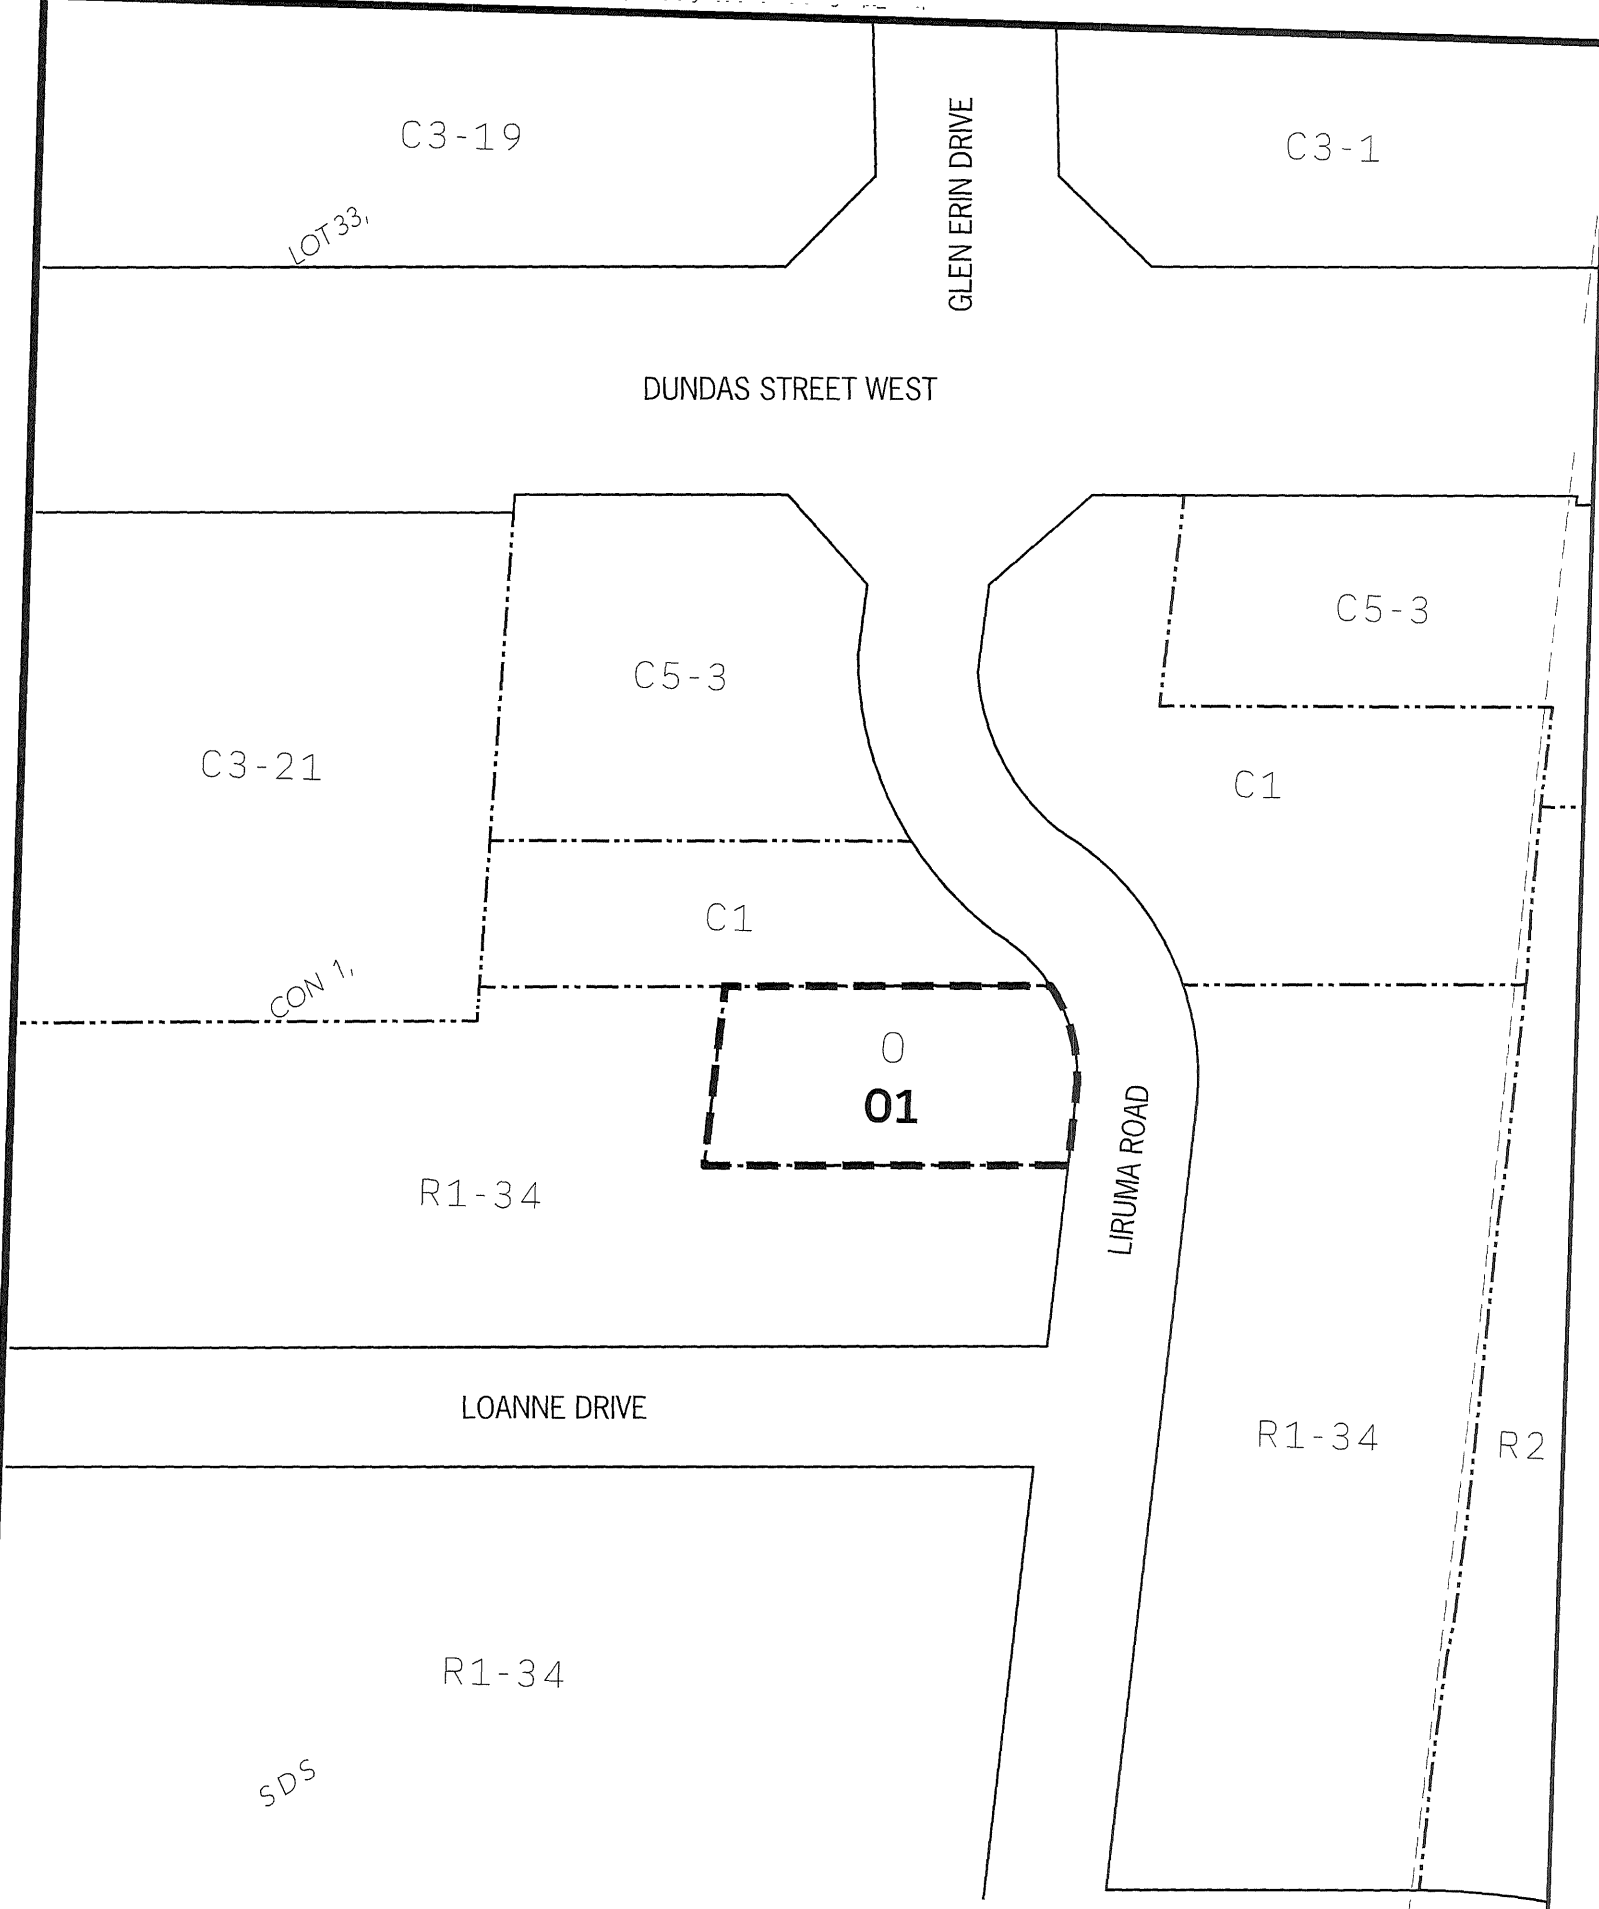 C3-19
C3-1
GLEN ERIN DRIVE
LOT 33,
DUNDAS STREET WEST
C5-3
C5-3
C3-21
C1
C1
CON 1,
O
O1
LIRUMA ROAD
R1-34
LOANNE DRIVE
R1-34
R2
R1-34
SDS